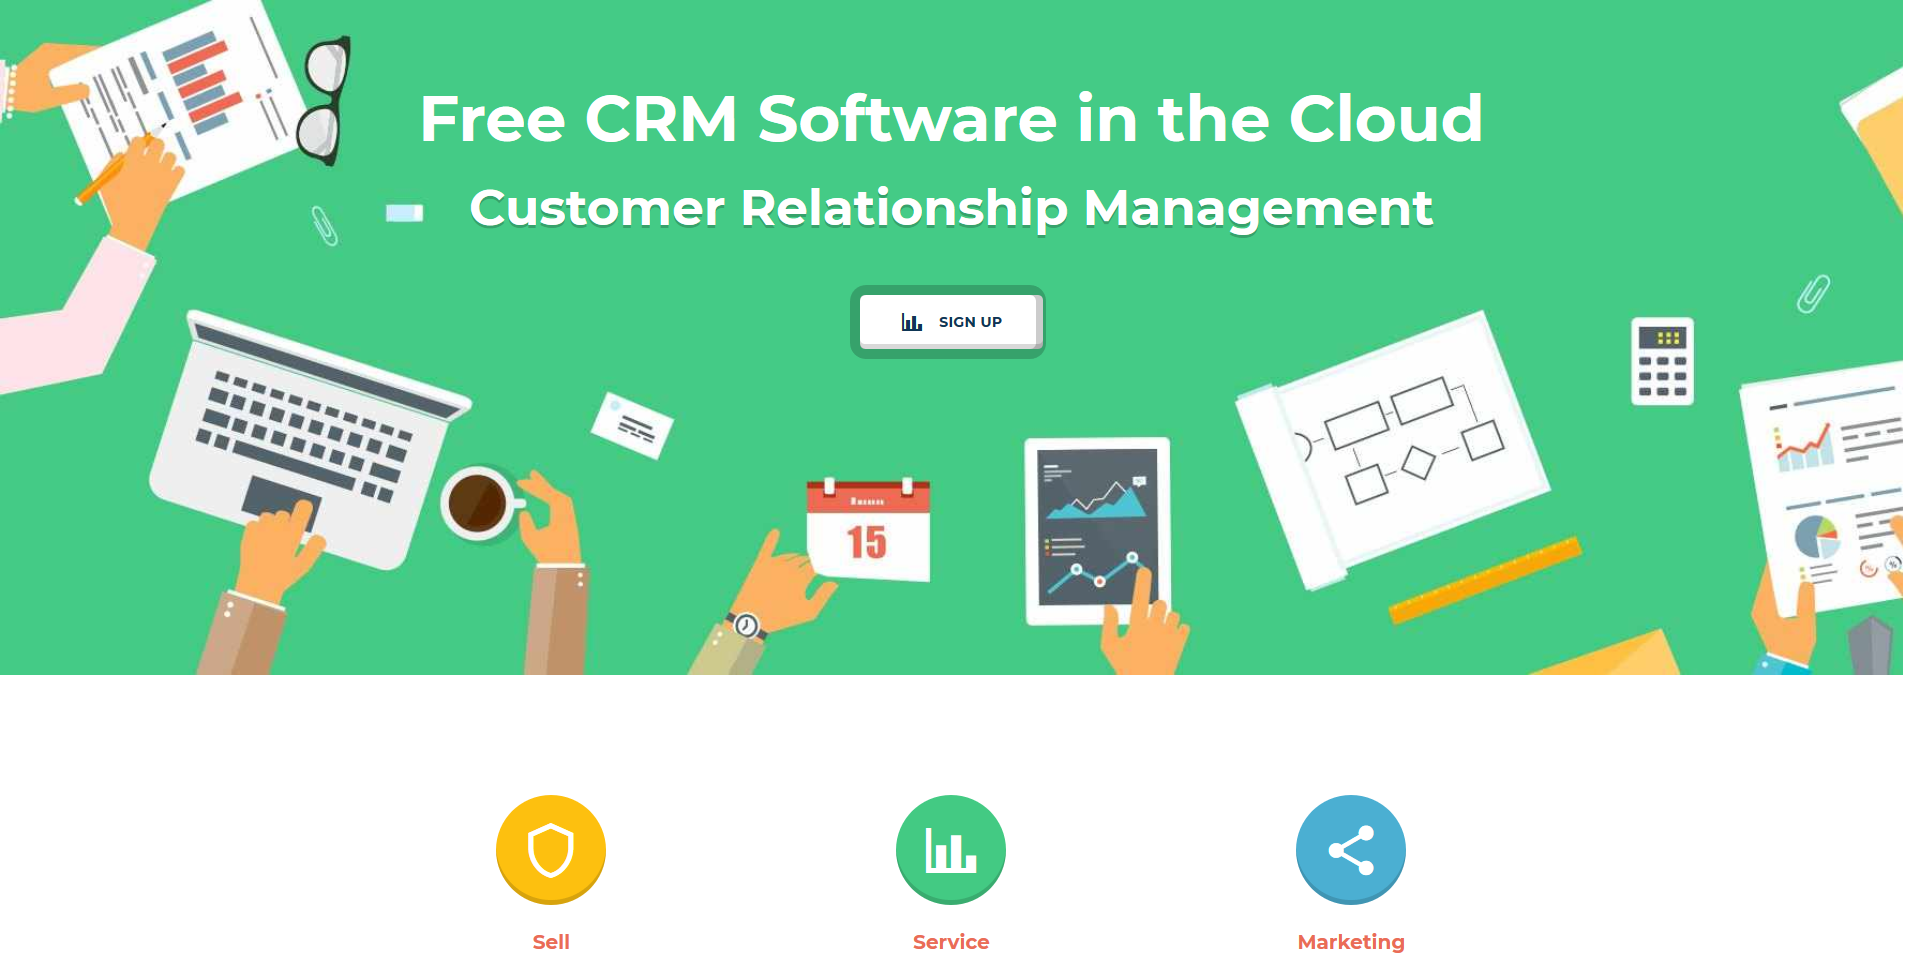 Free CRM Software in the Cloud
Customer Relationship Management
SIGN UP
15
Sell
Service
Marketing